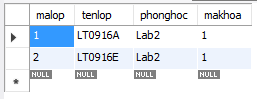 malop tenlop phonghoc makhoa
1 LT0916A Lab2 1
2 LT0916E Lab2 1
NULL NULL NULL NULL